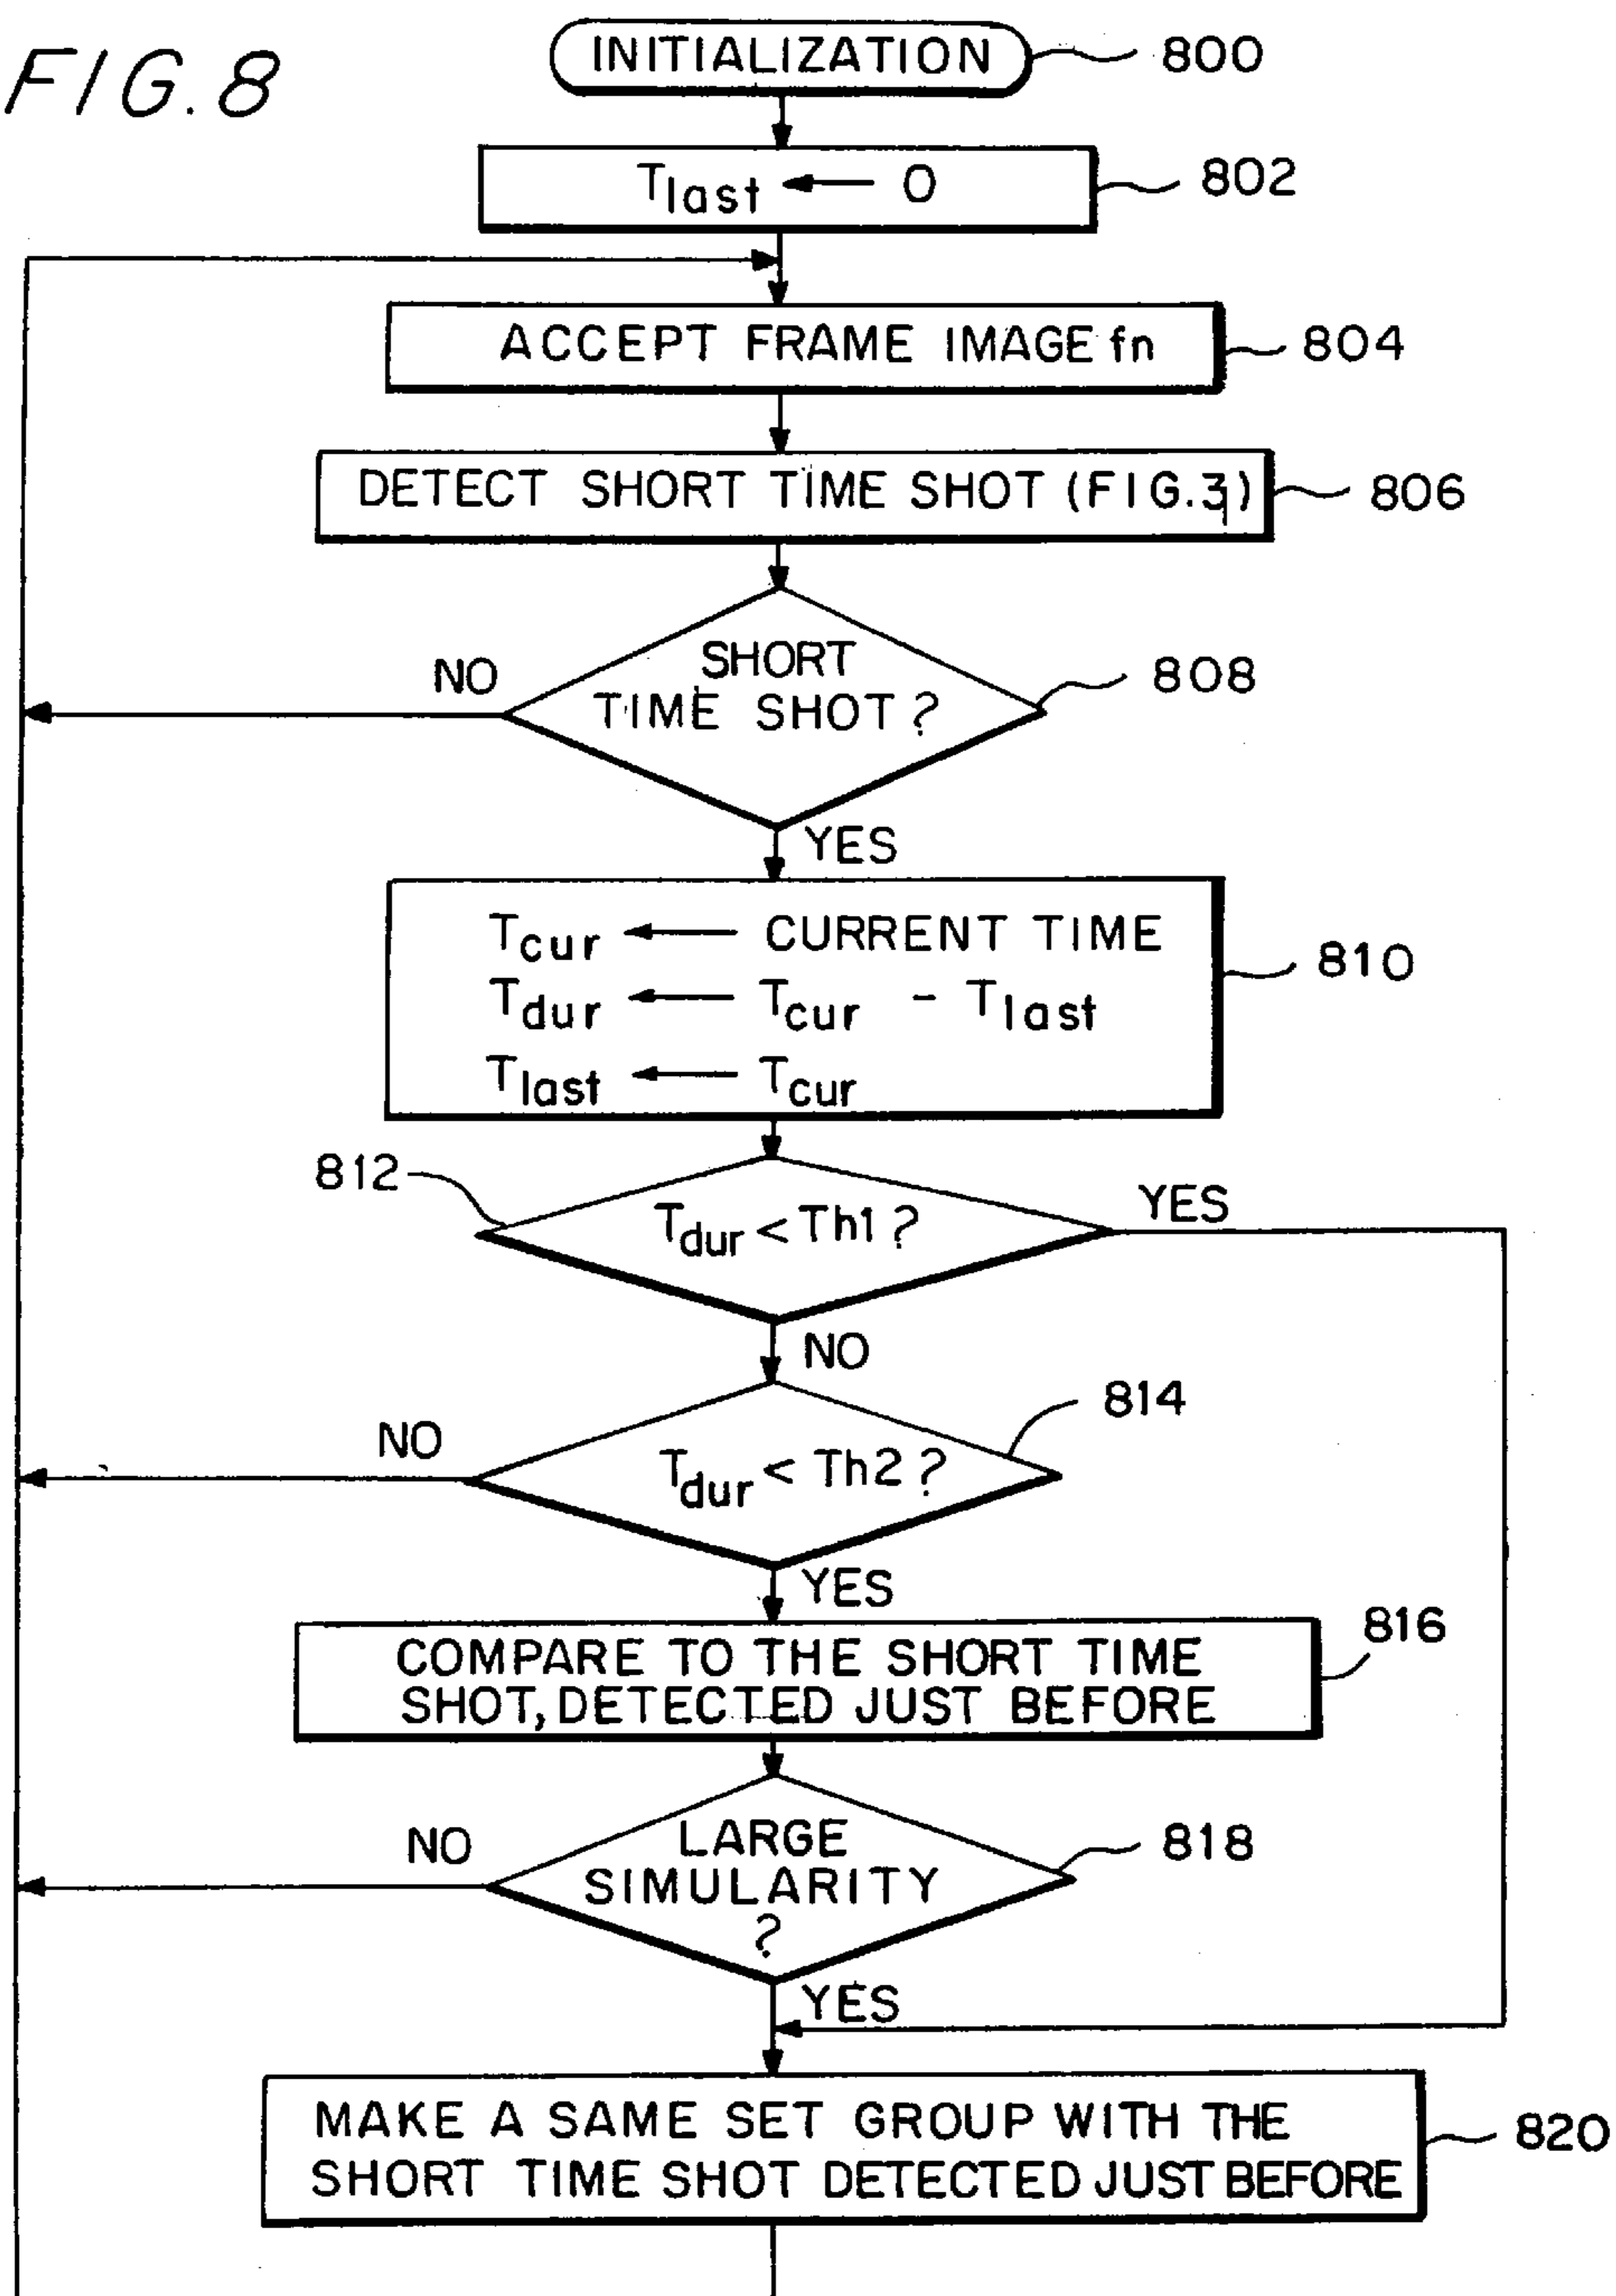 FIG. 8
INITIALIZATION 800
Tlast ← 0 802
ACCEPT FRAME IMAGE fn 804
DETECT SHORT TIME SHOT (FIG. 3) 806
SHORT
TIME SHOT ? 808
NO
YES
Tcur ← CURRENT TIME
Tdur ← Tcur - Tlast
Tlast ← Tcur
810
812
Tdur < Th1 ?
YES
NO
814
Tdur < Th2 ?
NO
YES
COMPARE TO THE SHORT TIME
SHOT, DETECTED JUST BEFORE
816
LARGE
SIMULARITY
?
818
NO
YES
MAKE A SAME SET GROUP WITH THE
SHORT TIME SHOT DETECTED JUST BEFORE
820